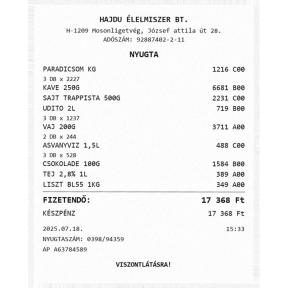 HAJDU ÉLELMISZER BT.
H-1209 Mosonligetvég, József attila út 28.
ADÓSZÁM: 92887402-2-11
NYUGTA
PARADICSOM KG 1216 C00
3 DB x 2227
KAVE 250G 6681 B00
SAJT TRAPPISTA 500G 2231 C00
UDITO 2L 719 B00
3 DB x 1237
VAJ 200G 3711 A00
2 DB x 244
ASVANYVIZ 1,5L 488 C00
3 DB x 528
CSOKOLADE 100G 1584 B00
TEJ 2,8% 1L 389 A00
LISZT BL55 1KG 349 A00
FIZETENDŐ: 17 368 Ft
KÉSZPÉNZ 17 368 Ft
2025.07.18. 15:33
NYUGTASZÁM: 0398/94359
AP A63784589
VISZONTLÁTÁSRA!